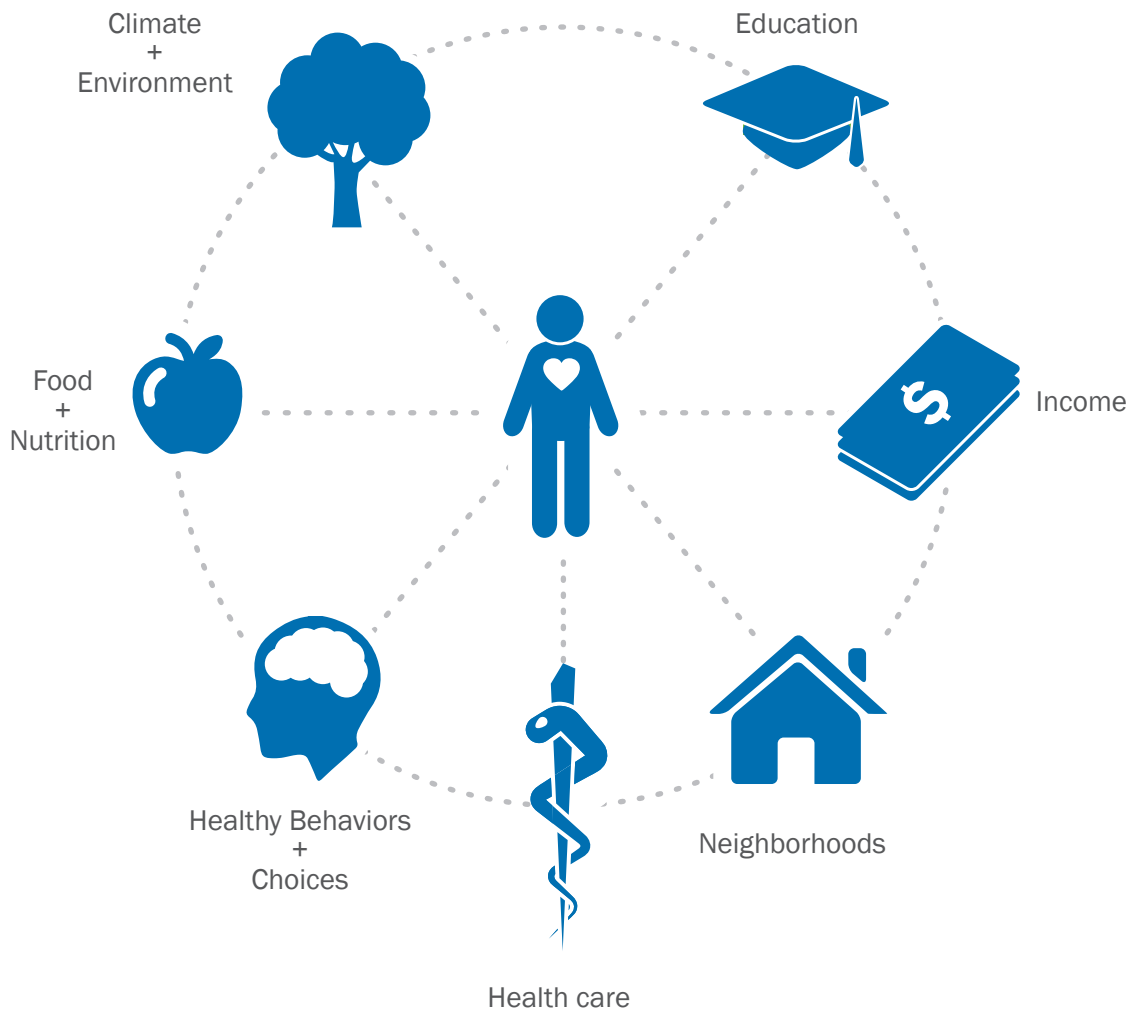 Climate
+
Environment
Education
Food
+
Nutrition
$
Income
Healthy Behaviors
+
Choices
Neighborhoods
Health care